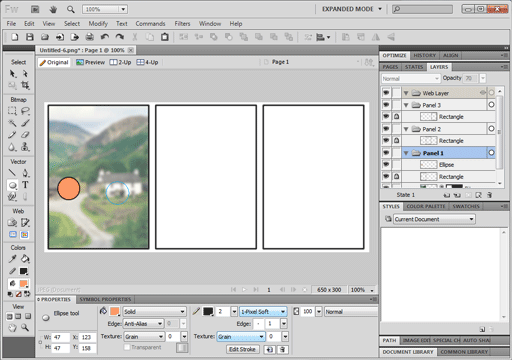 Fw
100%
EXPANDED MODE
File Edit View Select Modify Text Commands Filters Window Help
Untitled-6.png* : Page 1 @ 100%
Original Preview 2-Up 4-Up Page 1
Select
Bitmap
Vector
Web
Colors
View
OPTIMIZE HISTORY ALIGN
PAGES STATES LAYERS
Normal Opacity 70
Web Layer
Panel 3
Rectangle
Panel 2
Rectangle
Panel 1
Ellipse
Rectangle
State 1
STYLES COLOR PALETTE SWATCHES
Current Document
1 650 x 300 100%
PROPERTIES SYMBOL PROPERTIES
Ellipse tool
W: 47 X: 123
H: 47 Y: 158
Solid
Edge: Anti-Alias 0
Texture: Grain 0
Transparent
2 1-Pixel Soft
Edge: 1
Texture: Grain 0
Edit Stroke
100 Normal
PATH IMAGE EDIT SPECIAL CH AUTO SHA
DOCUMENT LIBRARY COMMON LIBRARY